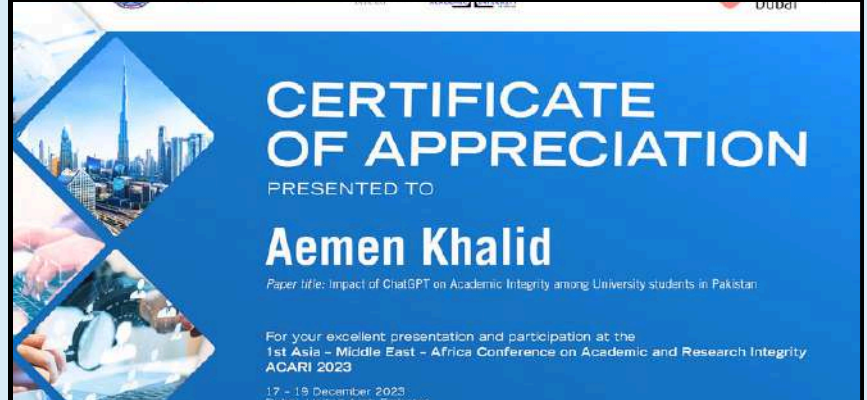 Dubai
CERTIFICATE
OF APPRECIATION
PRESENTED TO
Aemen Khalid
Paper title: Impact of ChatGPT on Academic Integrity among University students in Pakistan
For your excellent presentation and participation at the
1st Asia – Middle East – Africa Conference on Academic and Research Integrity
ACARI 2023
17 – 19 December 2023